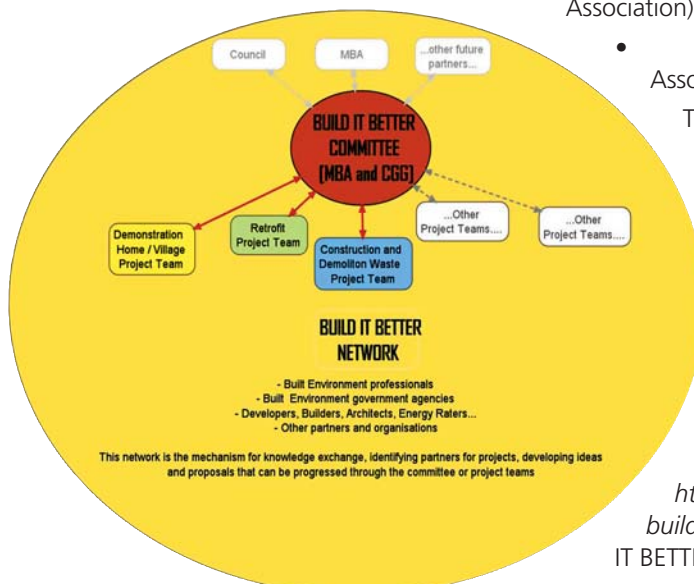 Association)
•
Asso
T
Council
MBA
...other future
partners...
BUILD IT BETTER
COMMITTEE
[MBA and CGG]
Demonstration
Home / Village
Project Team
Retrofit
Project Team
Construction and
Demoliton Waste
Project Team
...Other
Project Teams....
...Other
Project Teams....
BUILD IT BETTER
NETWORK
- Built Environment professionals
- Built Environment government agencies
- Developers, Builders, Architects, Energy Raters...
- Other partners and organisations
This network is the mechanism for knowledge exchange, identifying partners for projects, developing ideas
and proposals that can be progressed through the committee or project teams
ht
build
IT BETTE